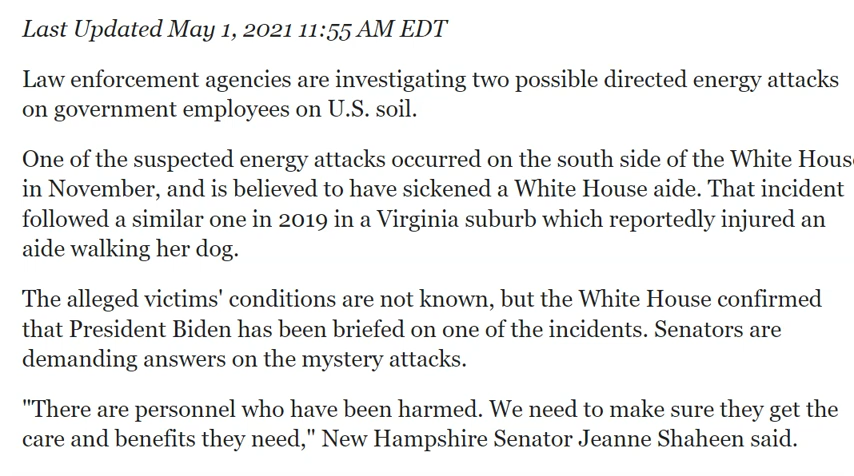 Last Updated May 1, 2021 11:55 AM EDT
Law enforcement agencies are investigating two possible directed energy attacks
on government employees on U.S. soil.
One of the suspected energy attacks occurred on the south side of the White Hous
in November, and is believed to have sickened a White House aide. That incident
followed a similar one in 2019 in a Virginia suburb which reportedly injured an
aide walking her dog.
The alleged victims' conditions are not known, but the White House confirmed
that President Biden has been briefed on one of the incidents. Senators are
demanding answers on the mystery attacks.
"There are personnel who have been harmed. We need to make sure they get the
care and benefits they need," New Hampshire Senator Jeanne Shaheen said.